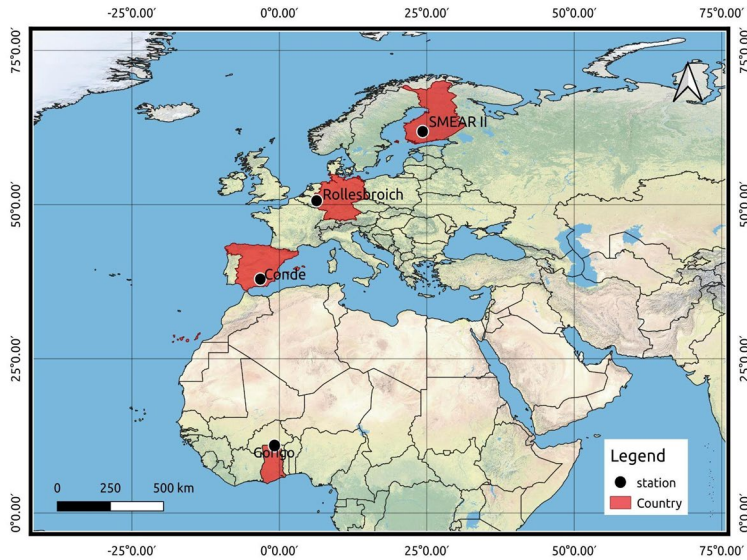 -25°0.00′ 0°0.00′ 25°0.00′ 50°0.00′ 75°0.00′
75°0.00′ 75°0.00′
SMEAR II
50°0.00′ Rollesbroich 50°0.00′
Conde
25°0.00′ 25°0.00′
Gorigo
Legend
station
Country
0 250 500 km
0°0.00′ 0°0.00′
-25°0.00′ 0°0.00′ 25°0.00′ 50°0.00′ 75°0.00′